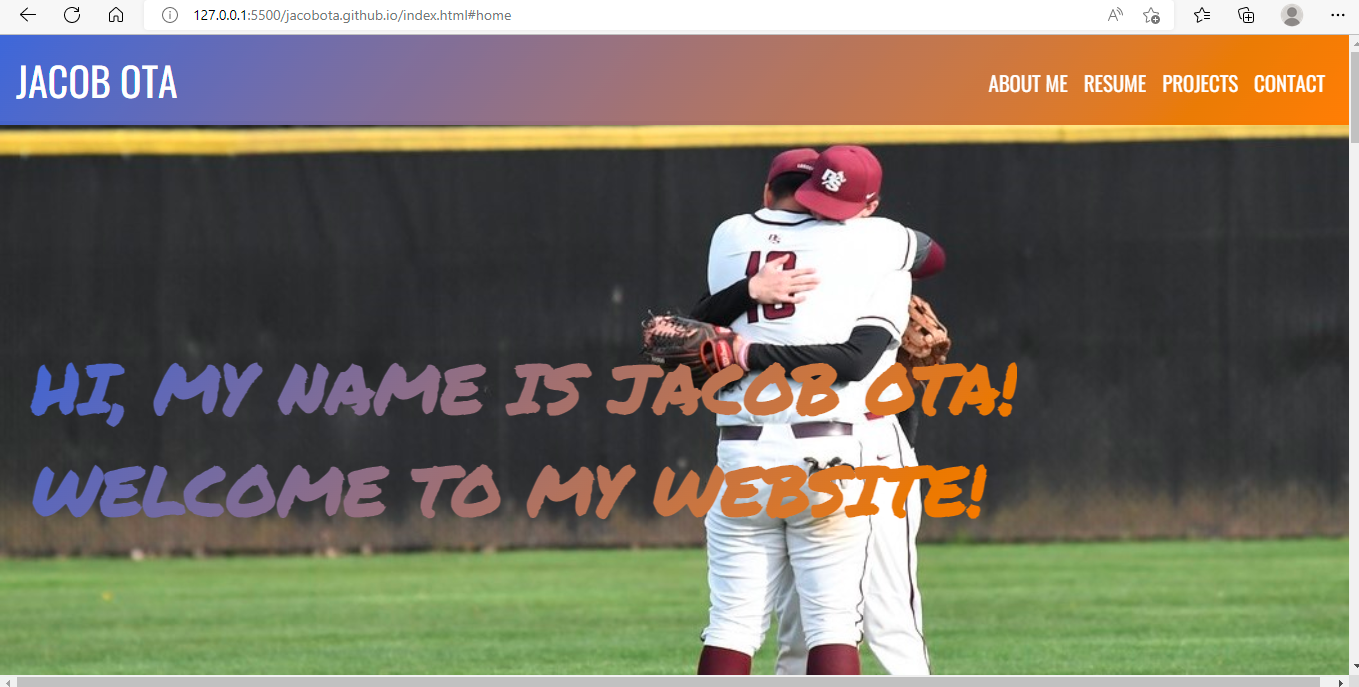 127.0.0.1:5500/jacobota.github.io/index.html#home
JACOB OTA
ABOUT ME RESUME PROJECTS CONTACT
HI, MY NAME IS JACOB OTA!
WELCOME TO MY WEBSITE!